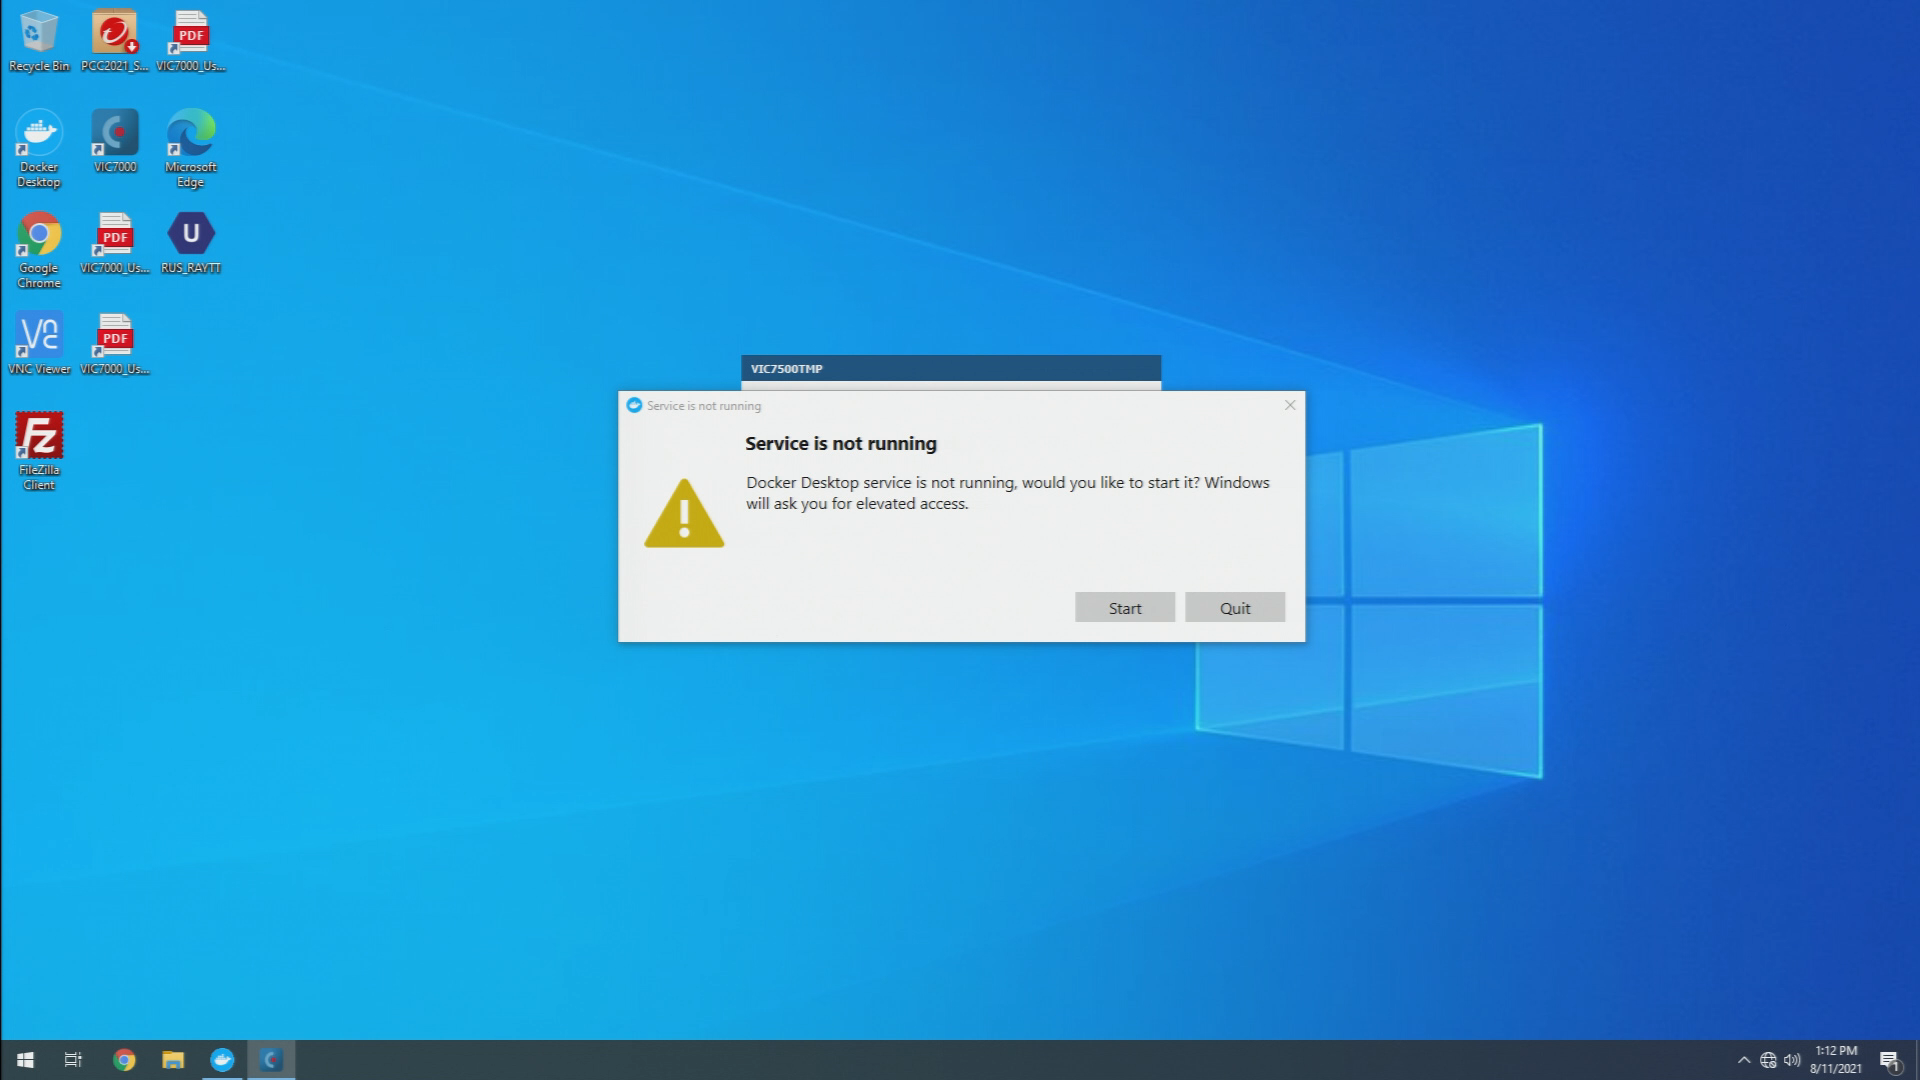 Recycle Bin
PCC2021_S...
PDF
VIC7000_Us...
Docker
Desktop
VIC7000
Microsoft
Edge
Google
Chrome
PDF
VIC7000_Us...
U
RUS_RAYTT
VNC Viewer
PDF
VIC7000_Us...
Fz
FileZilla
Client
VIC7500TMP
Service is not running
Service is not running
Docker Desktop service is not running, would you like to start it? Windows
will ask you for elevated access.
Start
Quit
1:12 PM
8/11/2021
1